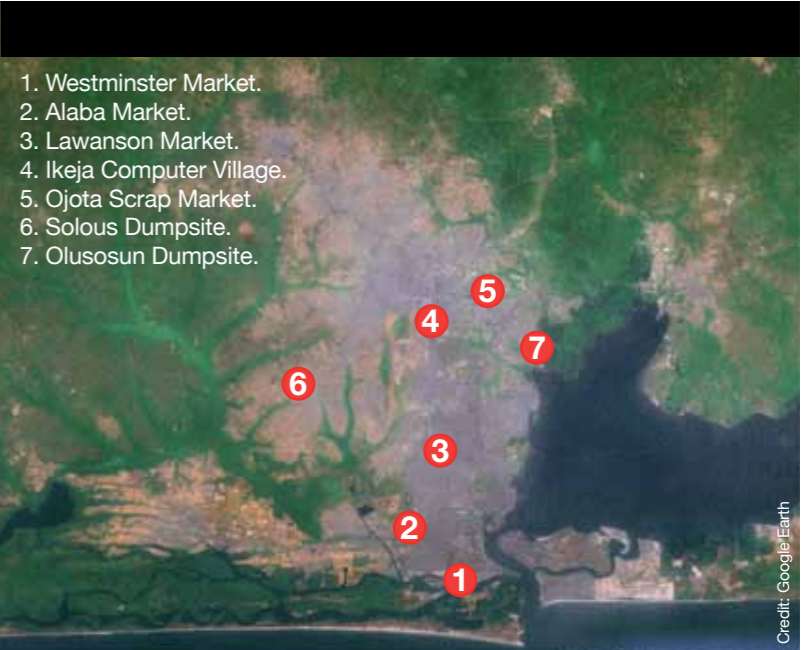 1. Westminster Market.
2. Alaba Market.
3. Lawanson Market.
4. Ikeja Computer Village.
5. Ojota Scrap Market.
6. Solous Dumpsite.
7. Olusosun Dumpsite.
5
4
7
6
3
2
1
Credit: Google Earth